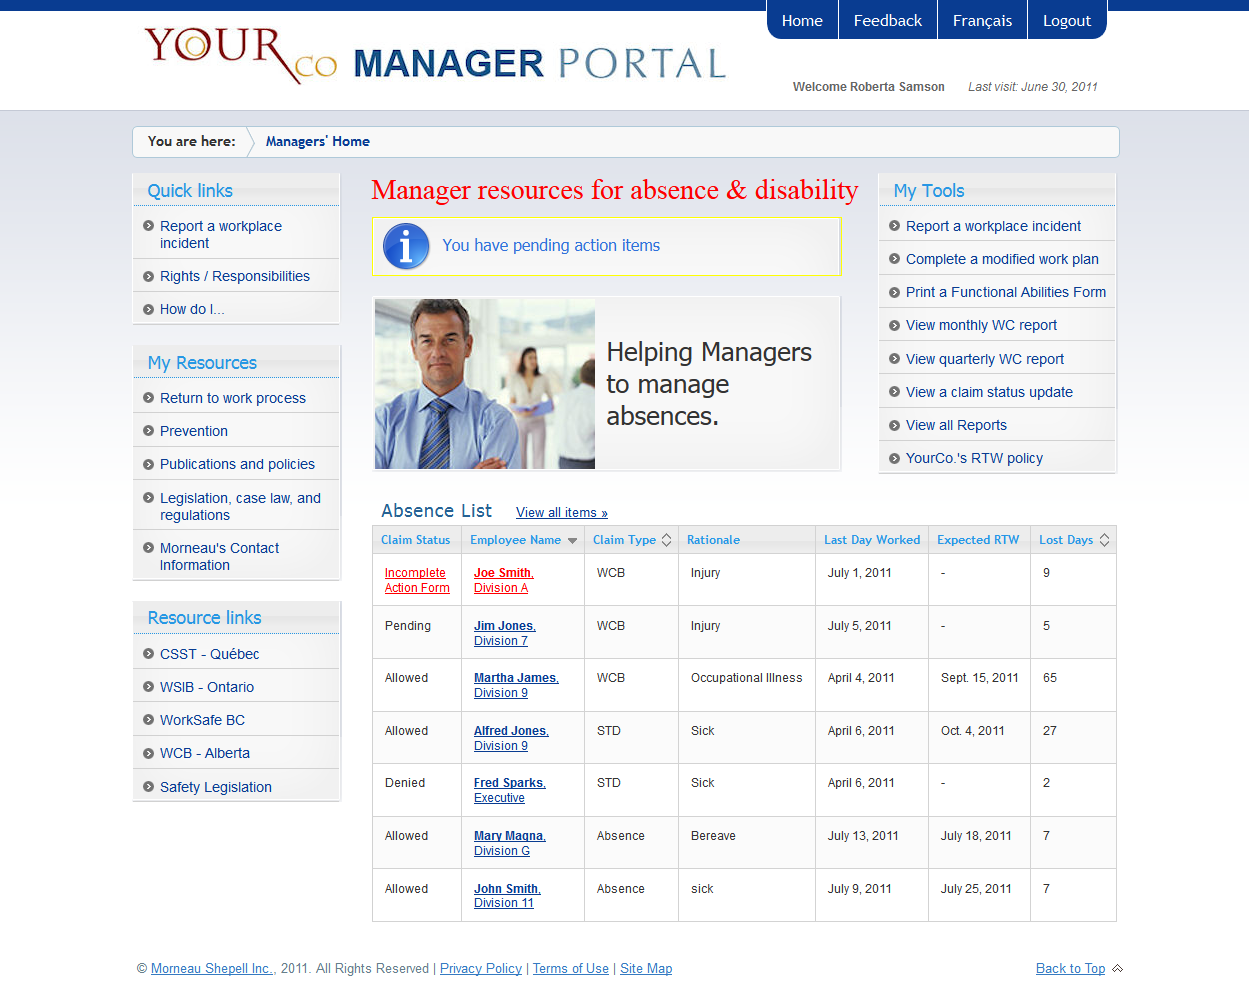 Home Feedback Français Logout
YOURCO MANAGER PORTAL
Welcome Roberta Samson Last visit: June 30, 2011
You are here: Managers' Home
Quick links
Report a workplace
incident
Rights / Responsibilities
How do I...
My Resources
Return to work process
Prevention
Publications and policies
Legislation, case law, and
regulations
Morneau's Contact
Information
Resource links
CSST - Québec
WSIB - Ontario
WorkSafe BC
WCB - Alberta
Safety Legislation
Manager resources for absence & disability
You have pending action items
Helping Managers
to manage
absences.
My Tools
Report a workplace incident
Complete a modified work plan
Print a Functional Abilities Form
View monthly WC report
View quarterly WC report
View a claim status update
View all Reports
YourCo.'s RTW policy
Absence List View all items »
Claim Status Employee Name Claim Type Rationale Last Day Worked Expected RTW Lost Days
Incomplete Joe Smith, WCB Injury July 1, 2011 - 9
Action Form Division A
Pending Jim Jones, WCB Injury July 5, 2011 - 5
Division 7
Allowed Martha James, WCB Occupational Illness April 4, 2011 Sept. 15, 2011 65
Division 9
Allowed Alfred Jones, STD Sick April 6, 2011 Oct. 4, 2011 27
Division 9
Denied Fred Sparks, STD Sick April 6, 2011 - 2
Executive
Allowed Mary Magna, Absence Bereave July 13, 2011 July 18, 2011 7
Division G
Allowed John Smith, Absence sick July 9, 2011 July 25, 2011 7
Division 11
© Morneau Shepell Inc., 2011. All Rights Reserved | Privacy Policy | Terms of Use | Site Map Back to Top